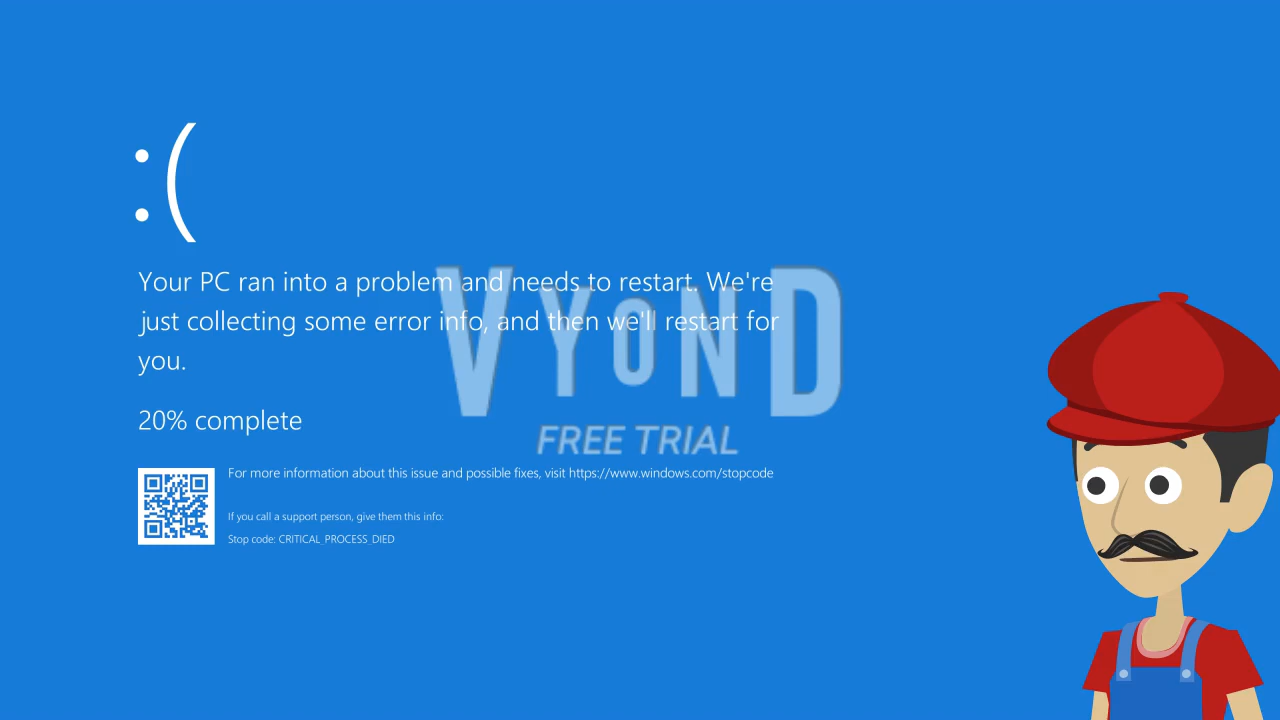 :(
Your PC ran into a problem and needs to restart. We're
just collecting some error info, and then we'll restart for
you.
VYOND
FREE TRIAL
20% complete
For more information about this issue and possible fixes, visit https://www.windows.com/stopcode
If you call a support person, give them this info:
Stop code: CRITICAL_PROCESS_DIED